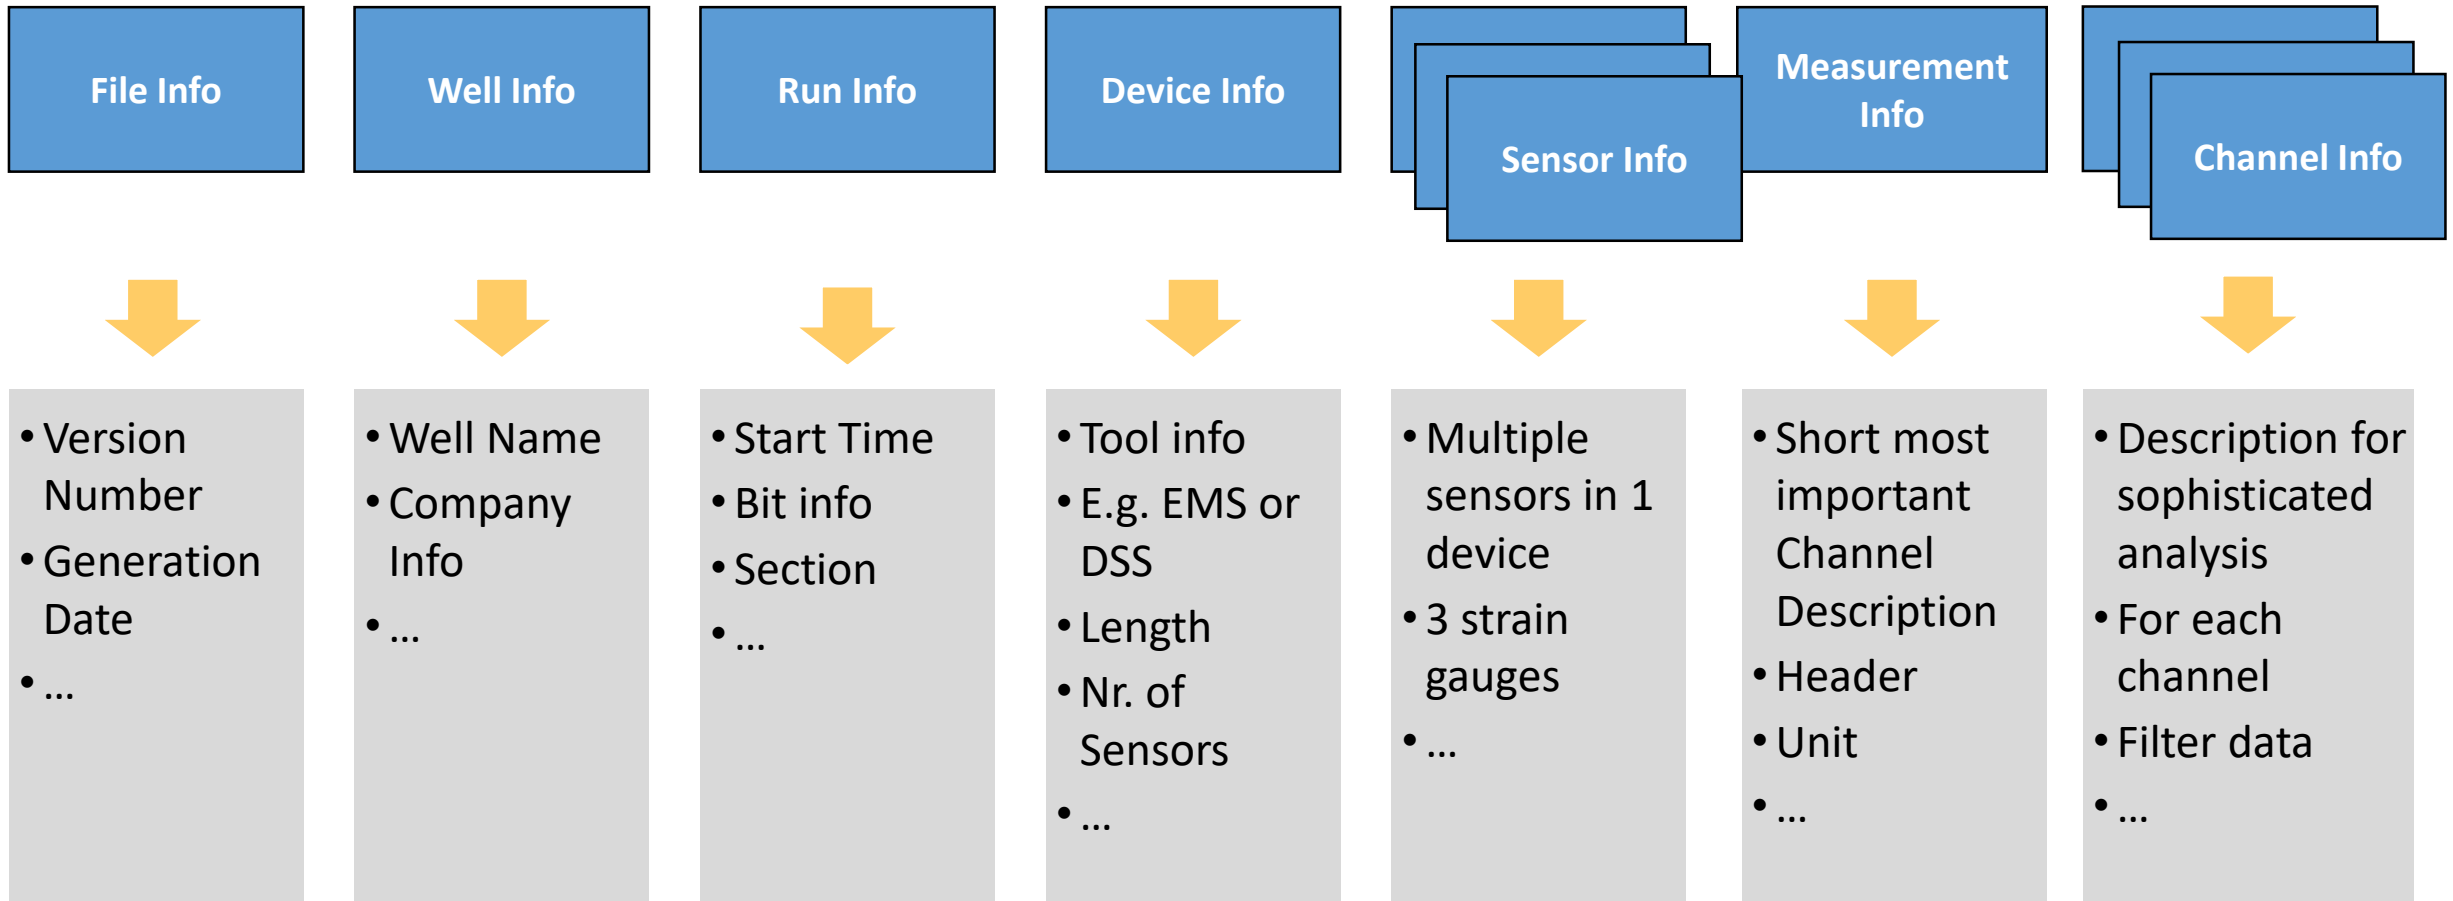 File Info
Well Info
Run Info
Device Info
Sensor Info
Measurement
Info
Channel Info
• Version
Number
• Generation
Date
• ...
• Well Name
• Company
Info
• ...
• Start Time
• Bit info
• Section
• ...
• Tool info
• E.g. EMS or
DSS
• Length
• Nr. of
Sensors
• ...
• Multiple
sensors in 1
device
• 3 strain
gauges
• ...
• Short most
important
Channel
Description
• Header
• Unit
• ...
• Description for
sophisticated
analysis
• For each
channel
• Filter data
• ...